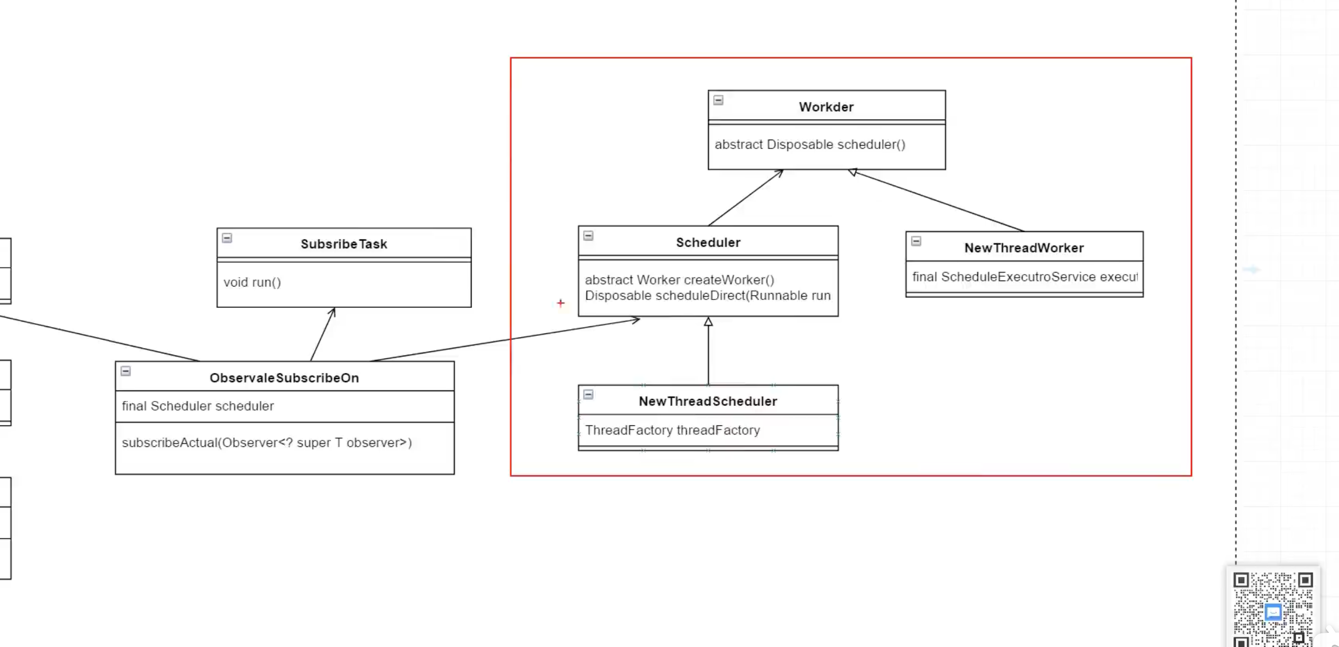 Workder
abstract Disposable scheduler()
SubsribeTask
void run()
Scheduler
abstract Worker createWorker()
Disposable scheduleDirect(Runnable run
NewThreadWorker
final ScheduleExecutroService execut
ObservaleSubscribeOn
final Scheduler scheduler
subscribeActual(Observer<? super T observer>)
NewThreadScheduler
ThreadFactory threadFactory